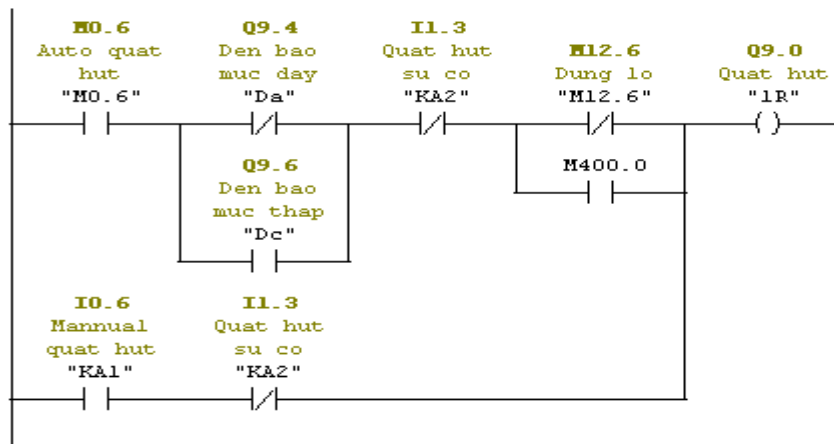 M0.6
Auto quat
hut
"M0.6"
Q9.4
Den bao
muc day
"Da"
I1.3
Quat hut
su co
"KA2"
M12.6
Dung lo
"M12.6"
Q9.0
Quat hut
"1R"
Q9.6
Den bao
muc thap
"Dc"
M400.0
I0.6
Mannual
quat hut
"KA1"
I1.3
Quat hut
su co
"KA2"